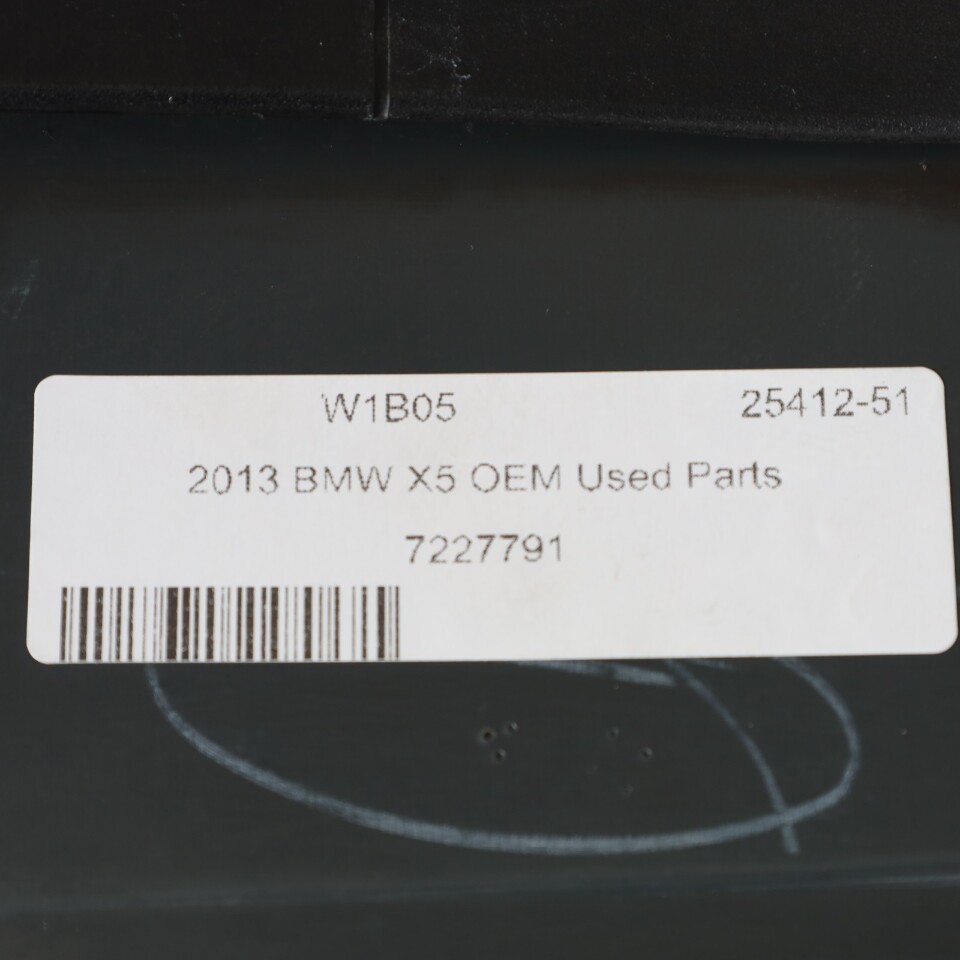 W1B05 25412-51
2013 BMW X5 OEM Used Parts
7227791